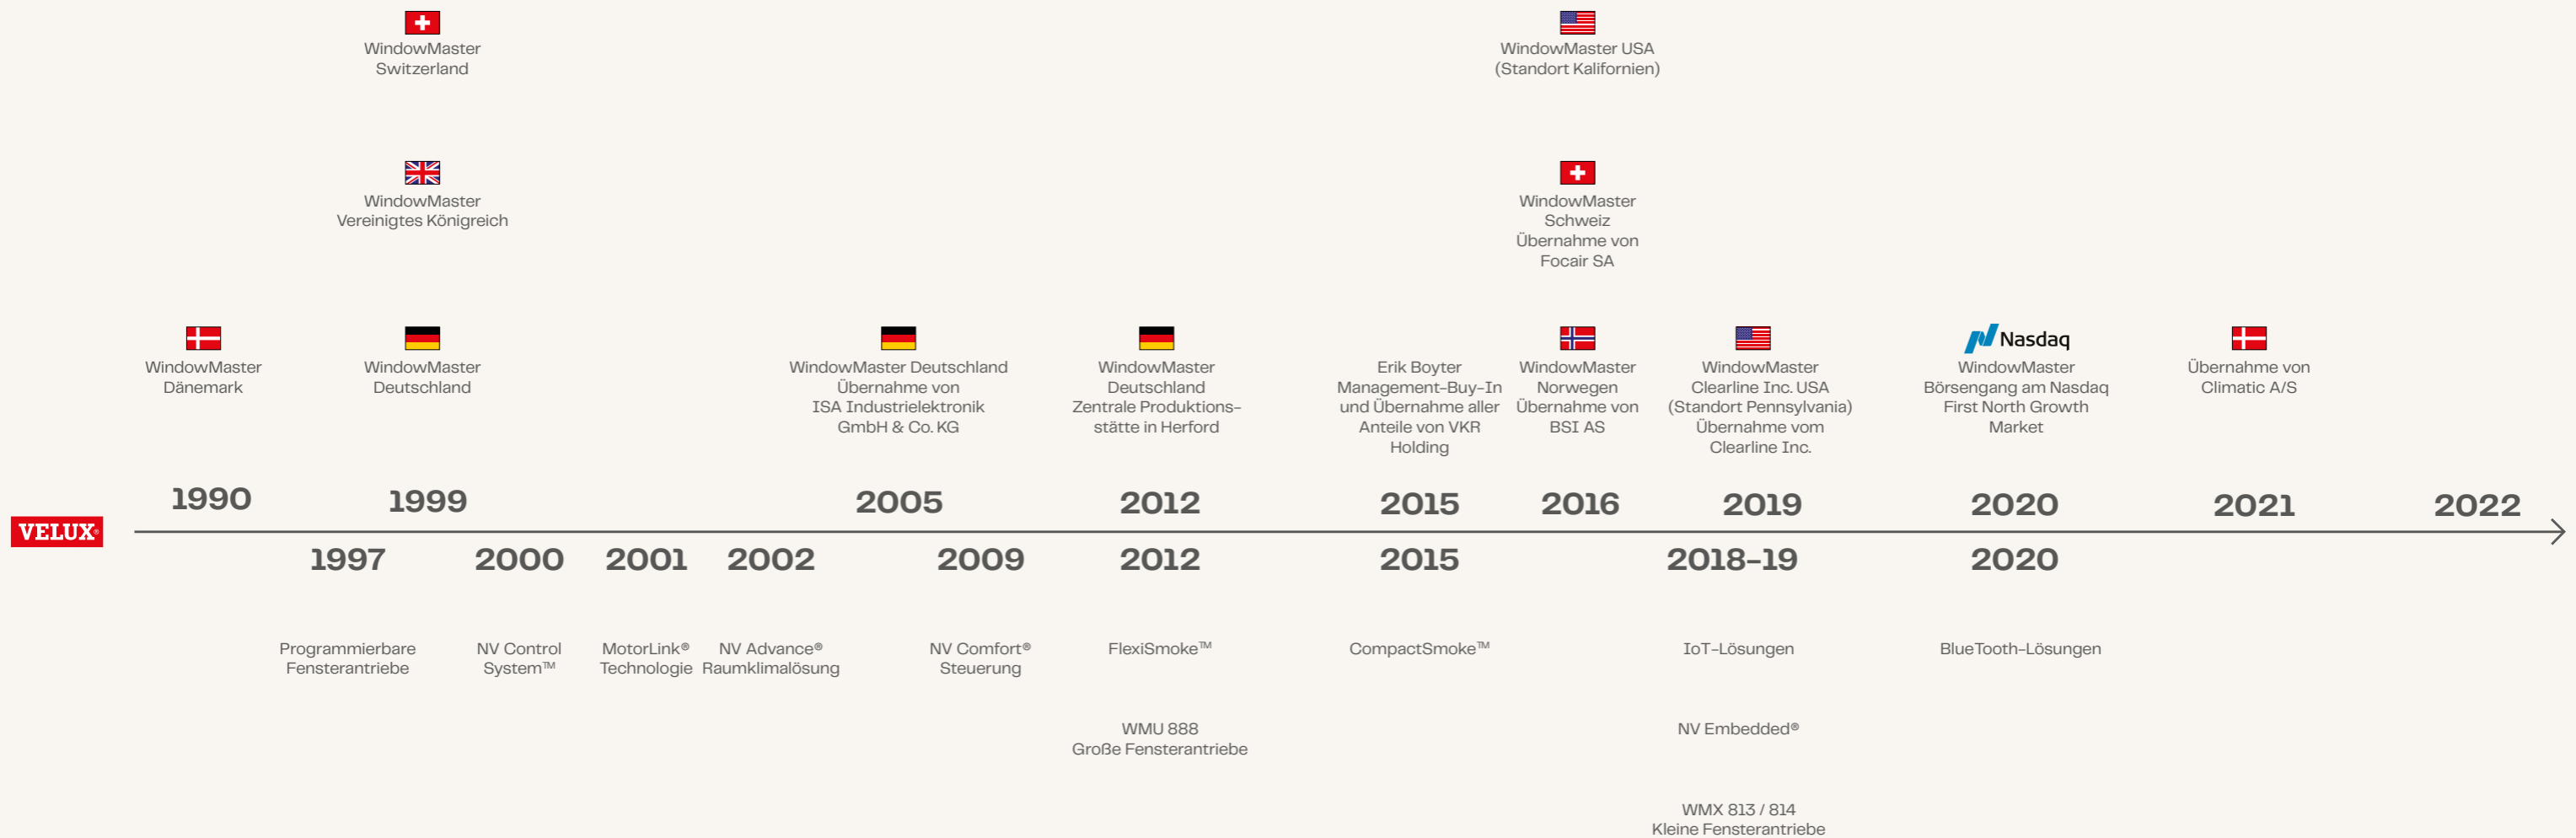 WindowMaster
Switzerland
WindowMaster USA
(Standort Kalifornien)
WindowMaster
Vereinigtes Königreich
WindowMaster
Schweiz
Übernahme von
Focair SA
WindowMaster
Dänemark
WindowMaster
Deutschland
WindowMaster Deutschland
Übernahme von
ISA Industrielektronik
GmbH & Co. KG
WindowMaster
Deutschland
Zentrale Produktions-
stätte in Herford
Erik Boyter
Management-Buy-In
und Übernahme aller
Anteile von VKR
Holding
WindowMaster
Norwegen
Übernahme von
BSI AS
WindowMaster
Clearline Inc. USA
(Standort Pennsylvania)
Übernahme vom
Clearline Inc.
Nasdaq
WindowMaster
Börsengang am Nasdaq
First North Growth
Market
Übernahme von
Climatic A/S
1990
1999
2005
2012
2015
2016
2019
2020
2021
2022
VELUX®
1997
2000
2001
2002
2009
2012
2015
2018-19
2020
Programmierbare
Fensterantriebe
NV Control
System™
MotorLink®
Technologie
NV Advance®
Raumklimalösung
NV Comfort®
Steuerung
FlexiSmoke™
CompactSmoke™
IoT-Lösungen
BlueTooth-Lösungen
WMU 888
Große Fensterantriebe
NV Embedded®
WMX 813 / 814
Kleine Fensterantriebe